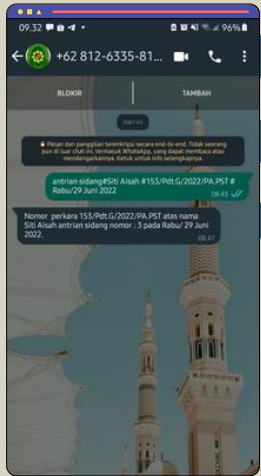 09.32
96%
+62 812-6335-81...
BLOKIR
TAMBAH
Hari ini
Pesan dan panggilan terenkripsi secara end-to-end. Tidak seorang
pun di luar chat ini, termasuk WhatsApp, yang dapat membaca atau
mendengarkannya. Ketuk untuk info selengkapnya.
antrian sidang#Siti Aisah #153/Pdt.G/2022/PA.PST #
Rabu/29 Juni 2022
08.43
Nomor perkara 153/Pdt.G/2022/PA.PST atas nama
Siti Aisah antrian sidang nomor : 3 pada Rabu/ 29 Juni
2022.
08.47